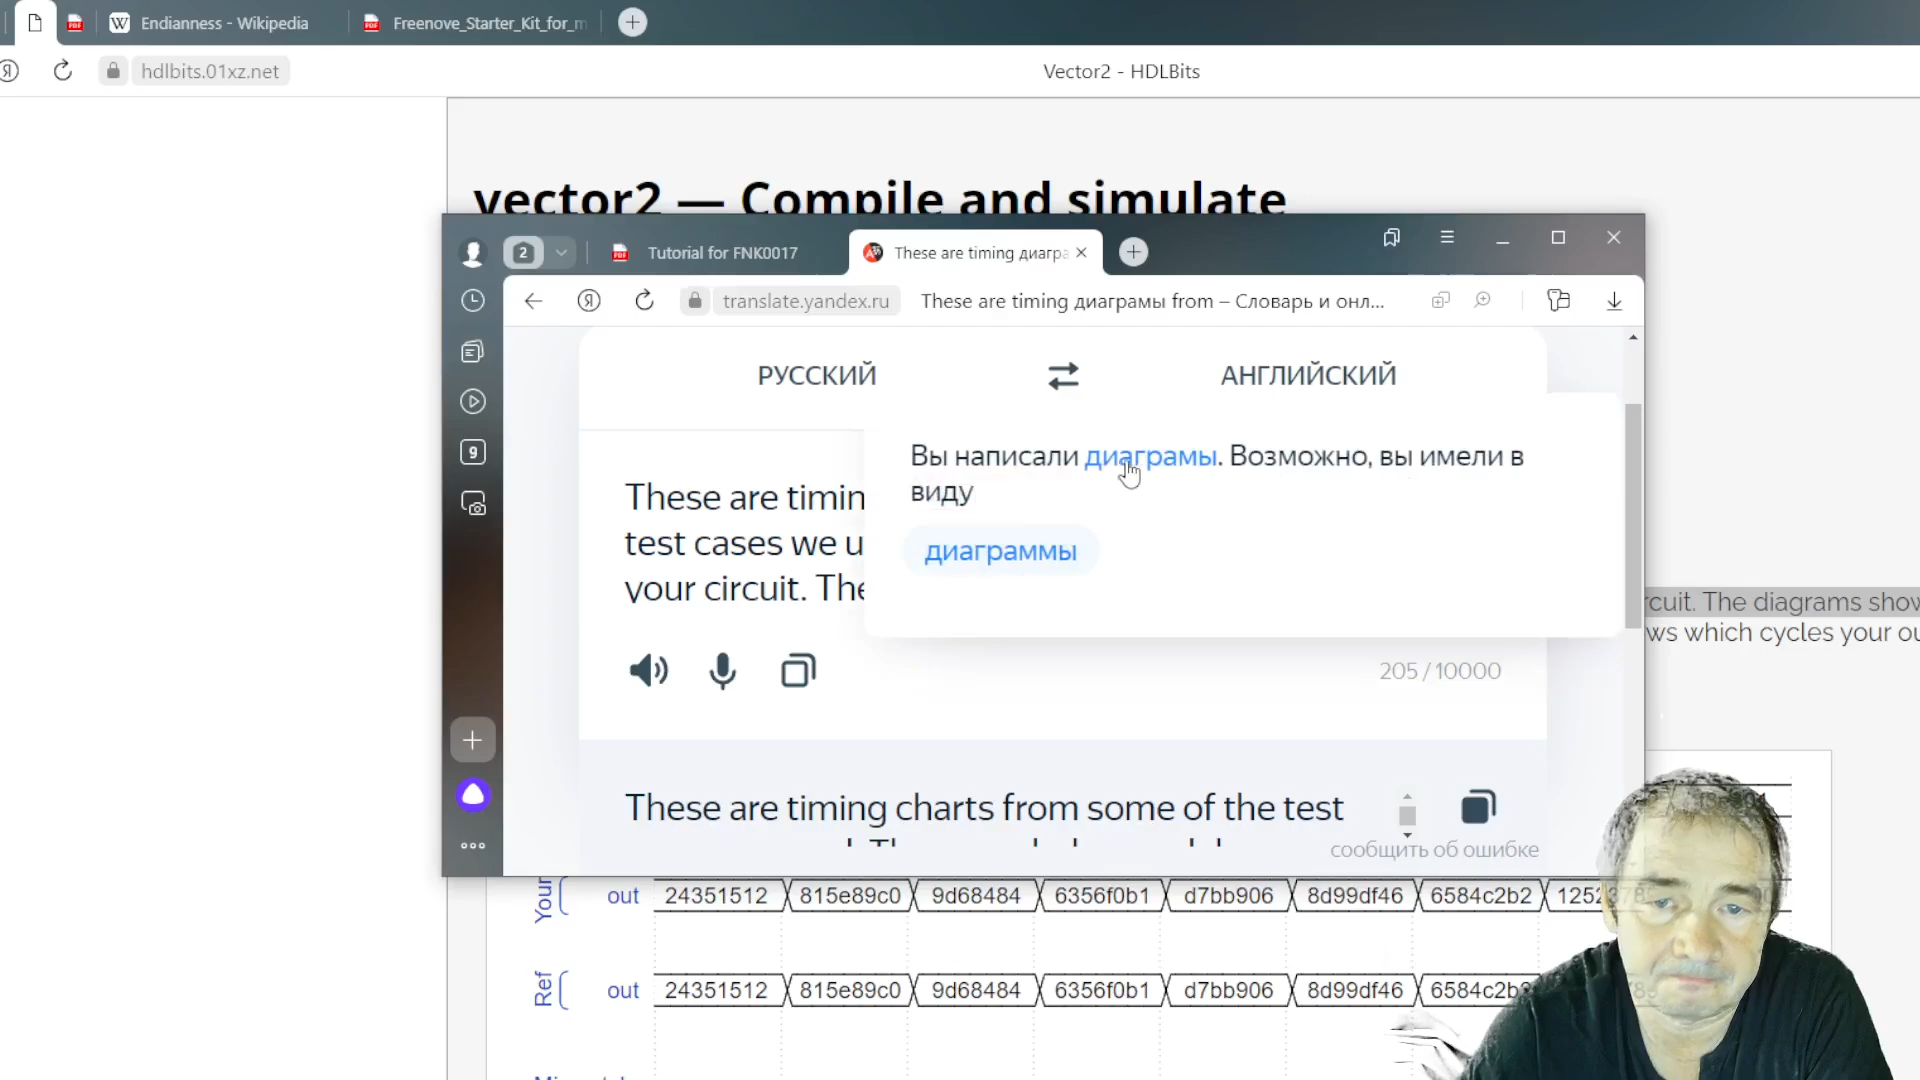 Endianness - Wikipedia
Freenove_Starter_Kit_for_m
hdlbits.01xz.net
Vector2 - HDLBits
vector2 — Compile and simulate
2
Tutorial for FNK0017
These are timing диагра
translate.yandex.ru
These are timing диаграмы from – Словарь и онл...
РУССКИЙ
АНГЛИЙСКИЙ
Вы написали диаграмы. Возможно, вы имели в
виду
диаграммы
These are timin
test cases we u
your circuit. The
9
205 / 10000
rcuit. The diagrams show
ws which cycles your ou
These are timing charts from some of the test
сообщить об ошибке
Your
out 24351512 815e89c0 9d68484 6356f0b1 d7bb906 8d99df46 6584c2b2
Ref
out 24351512 815e89c0 9d68484 6356f0b1 d7bb906 8d99df46